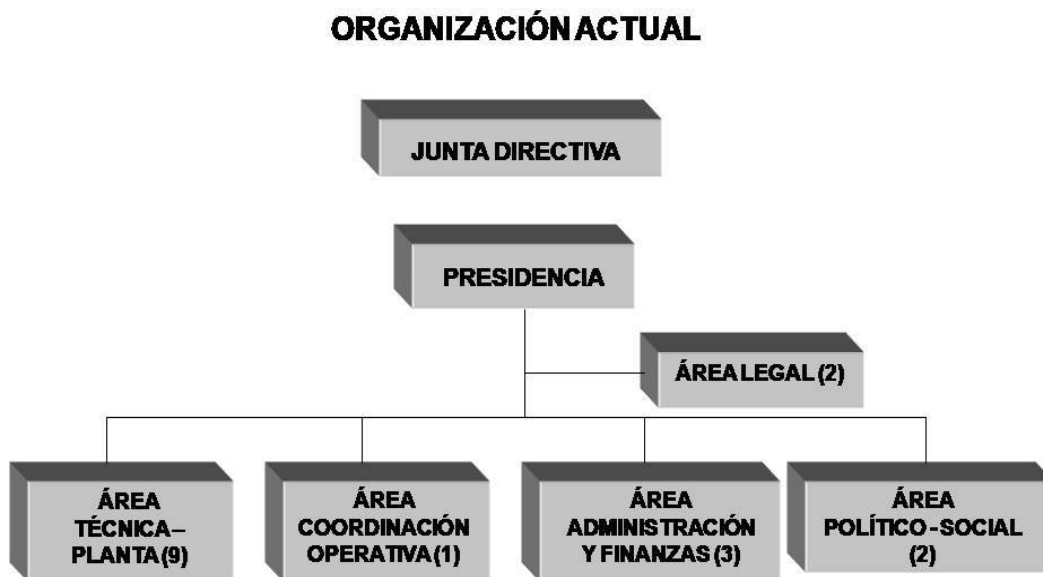 ORGANIZACIÓN ACTUAL
JUNTA DIRECTIVA
PRESIDENCIA
ÁREA LEGAL (2)
ÁREA
TÉCNICA –
PLANTA (9)
ÁREA
COORDINACIÓN
OPERATIVA (1)
ÁREA
ADMINISTRACIÓN
Y FINANZAS (3)
ÁREA
POLÍTICO - SOCIAL
(2)